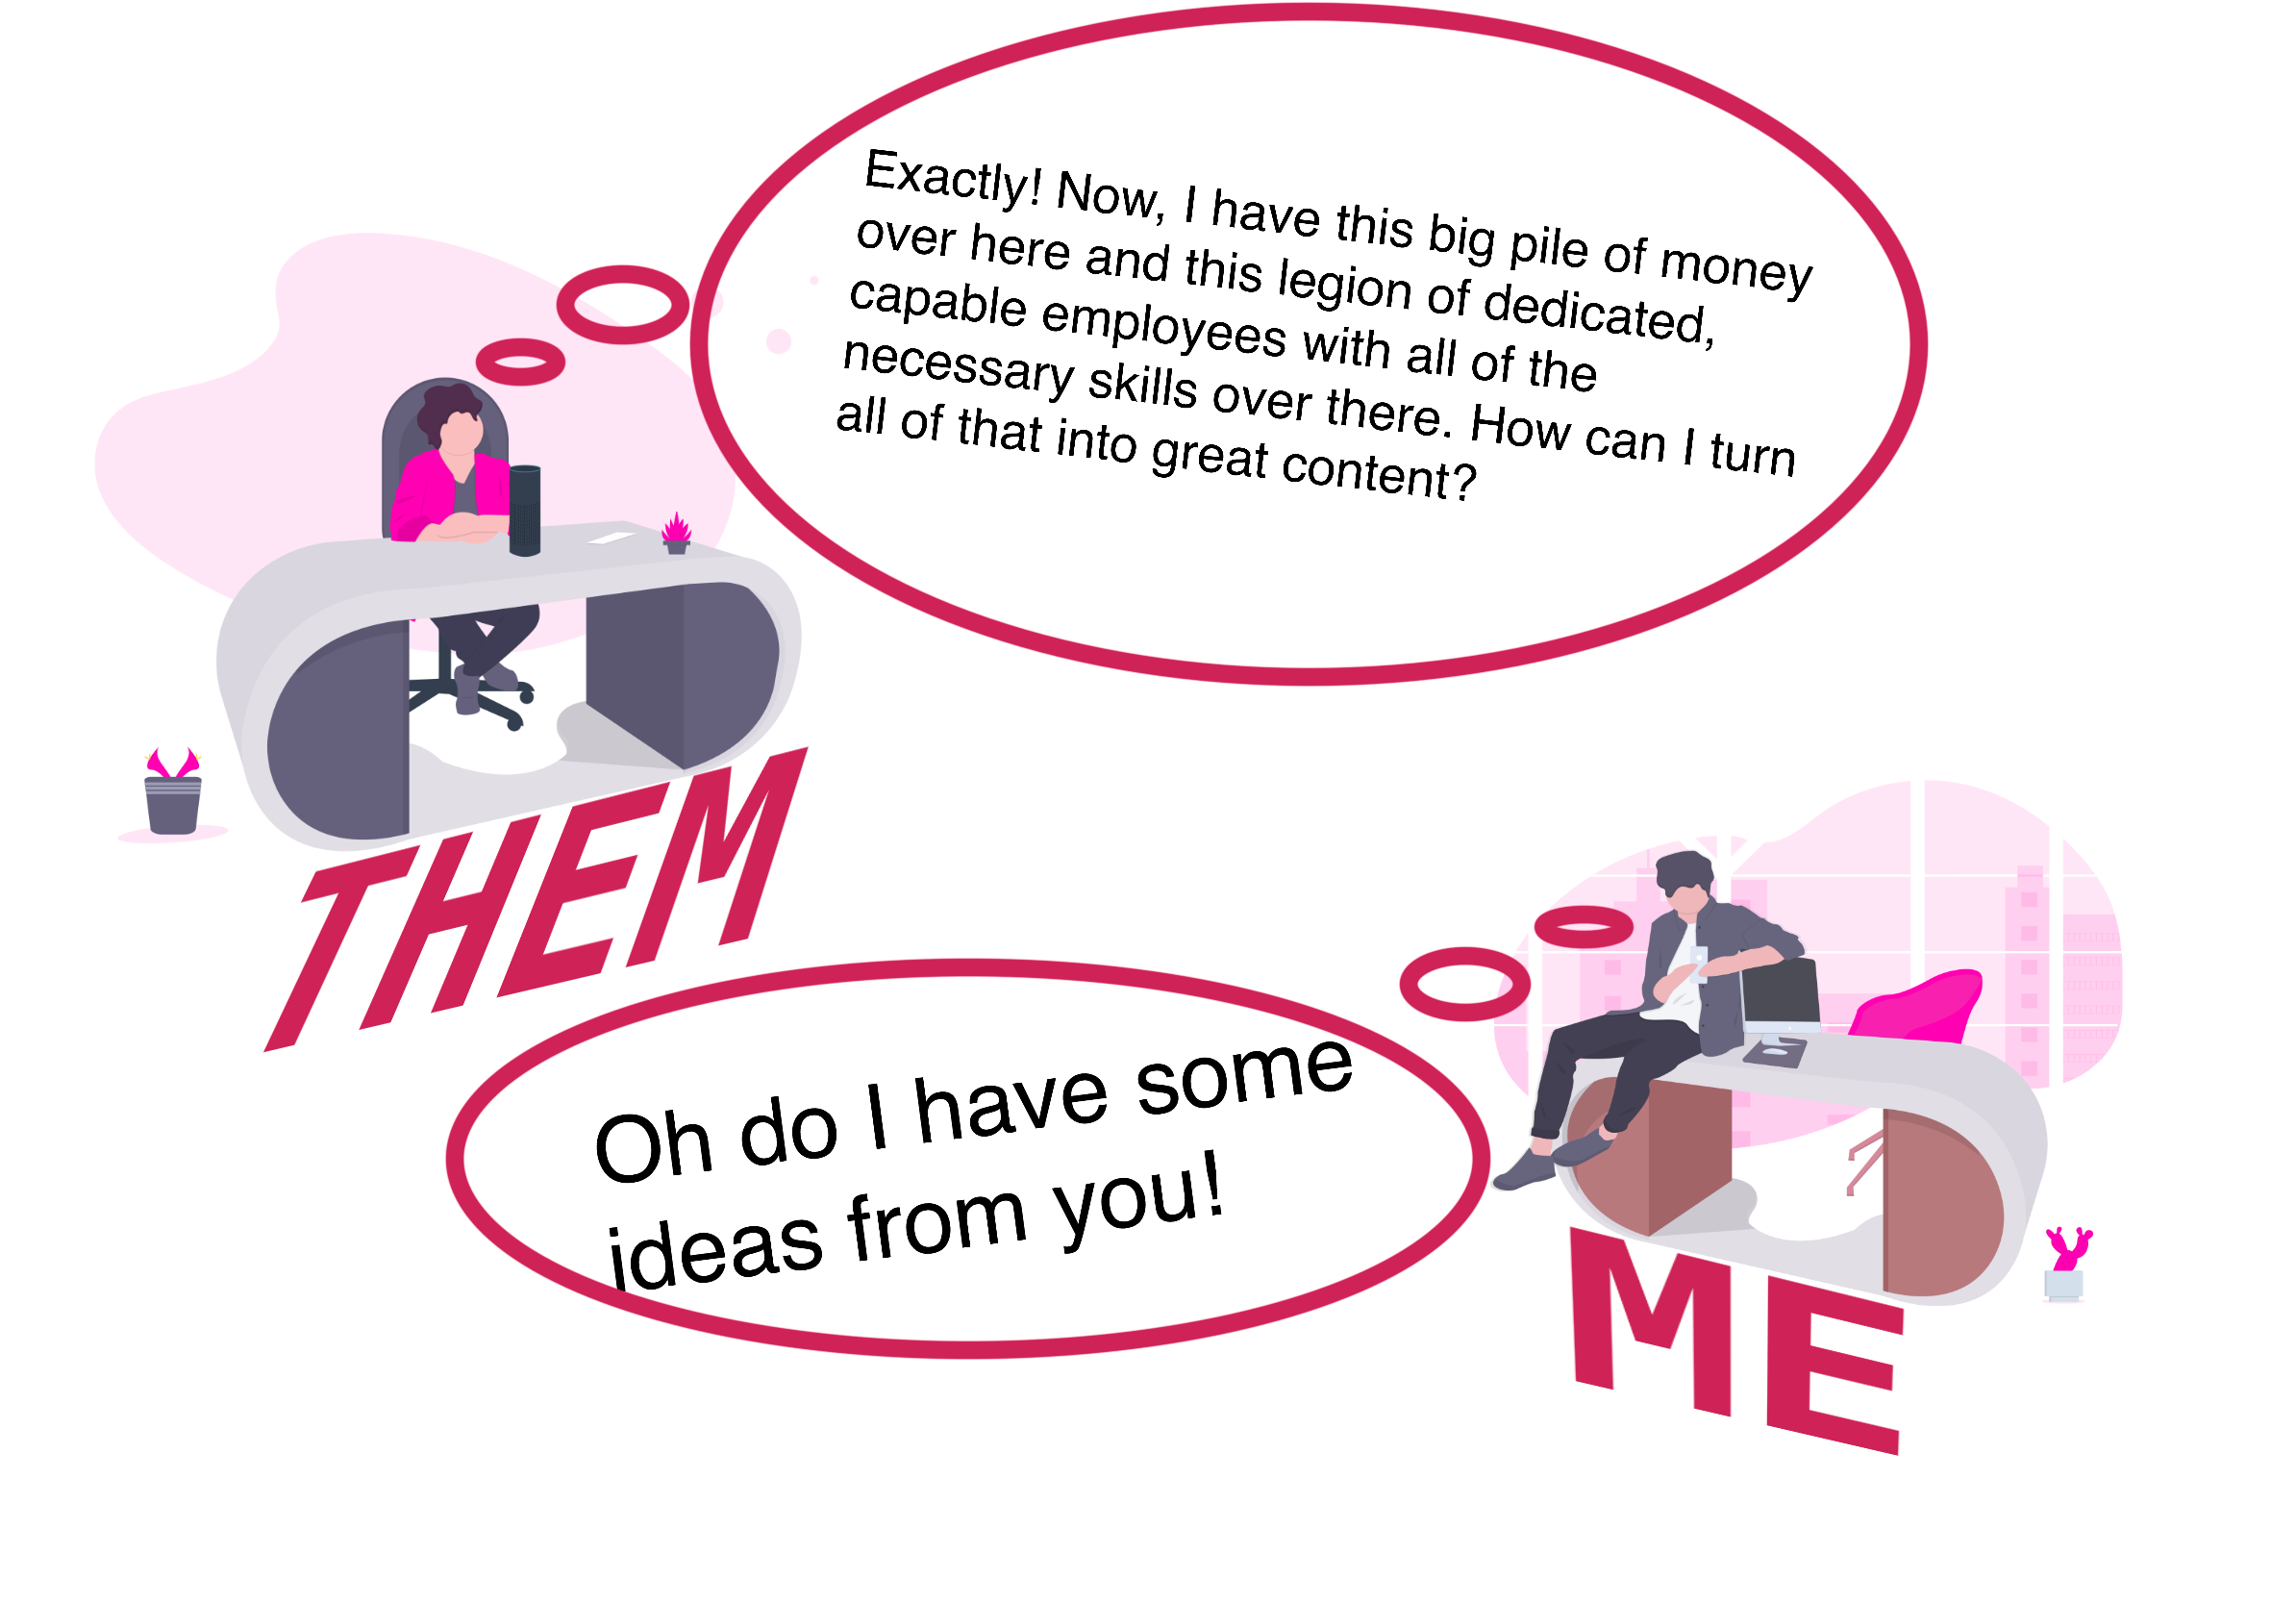 Exactly! Now, I have this big pile of money
over here and this legion of dedicated,
capable employees with all of the
necessary skills over there. How can I turn
all of that into great content?
THEM
Oh do I have some
ideas from you!
ME